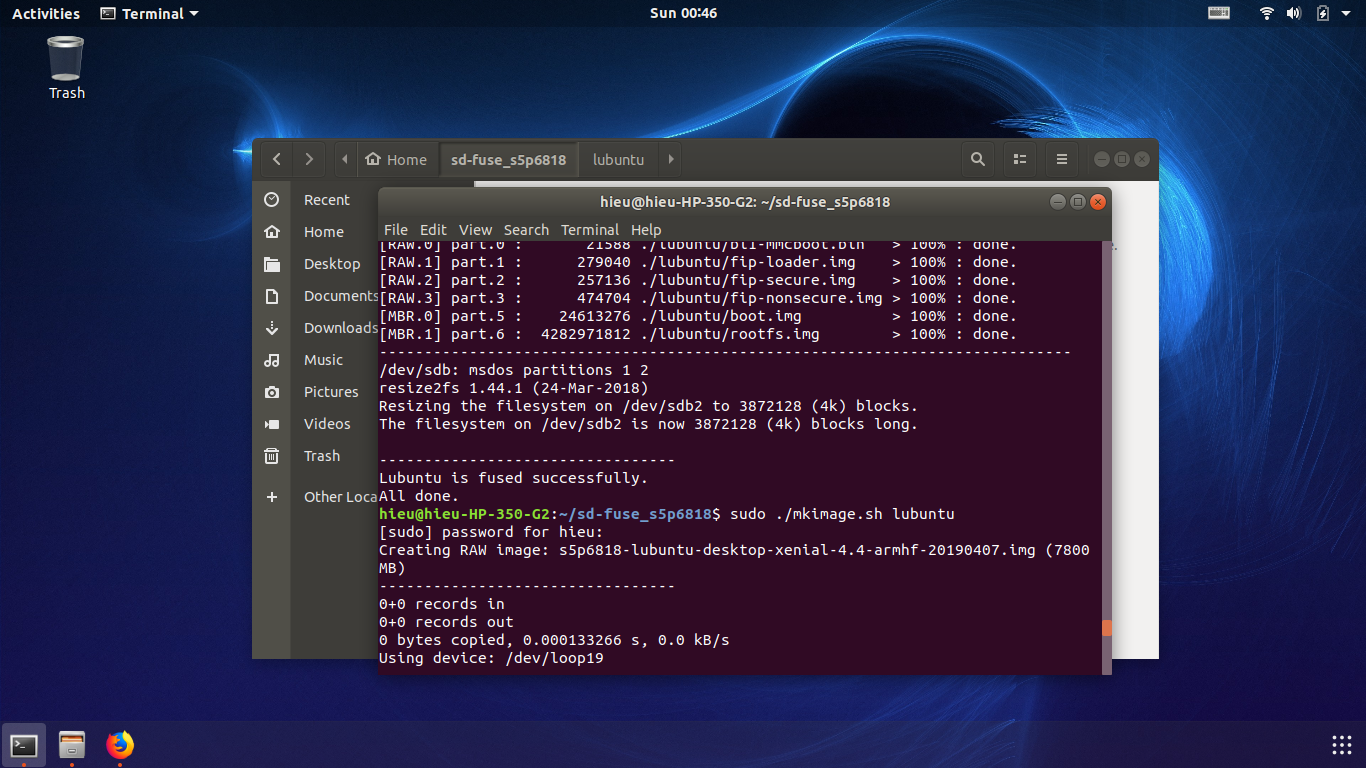 Activities Terminal Sun 00:46
Trash
Home sd-fuse_s5p6818 lubuntu
Recent
Home
Desktop
Documents
Downloads
Music
Pictures
Videos
Trash
Other Loca
hieu@hieu-HP-350-G2: ~/sd-fuse_s5p6818
File Edit View Search Terminal Help
[RAW.0] part.0 : 21588 ./lubuntu/bl1-mmcboot.bin > 100% : done.
[RAW.1] part.1 : 279040 ./lubuntu/fip-loader.img > 100% : done.
[RAW.2] part.2 : 257136 ./lubuntu/fip-secure.img > 100% : done.
[RAW.3] part.3 : 474704 ./lubuntu/fip-nonsecure.img > 100% : done.
[MBR.0] part.5 : 24613276 ./lubuntu/boot.img > 100% : done.
[MBR.1] part.6 : 4282971812 ./lubuntu/rootfs.img > 100% : done.
-----------------------------------------------------------------------------
/dev/sdb: msdos partitions 1 2
resize2fs 1.44.1 (24-Mar-2018)
Resizing the filesystem on /dev/sdb2 to 3872128 (4k) blocks.
The filesystem on /dev/sdb2 is now 3872128 (4k) blocks long.
---------------------------------
Lubuntu is fused successfully.
All done.
hieu@hieu-HP-350-G2:~/sd-fuse_s5p6818$ sudo ./mkimage.sh lubuntu
[sudo] password for hieu:
Creating RAW image: s5p6818-lubuntu-desktop-xenial-4.4-armhf-20190407.img (7800
MB)
---------------------------------
0+0 records in
0+0 records out
0 bytes copied, 0.000133266 s, 0.0 kB/s
Using device: /dev/loop19